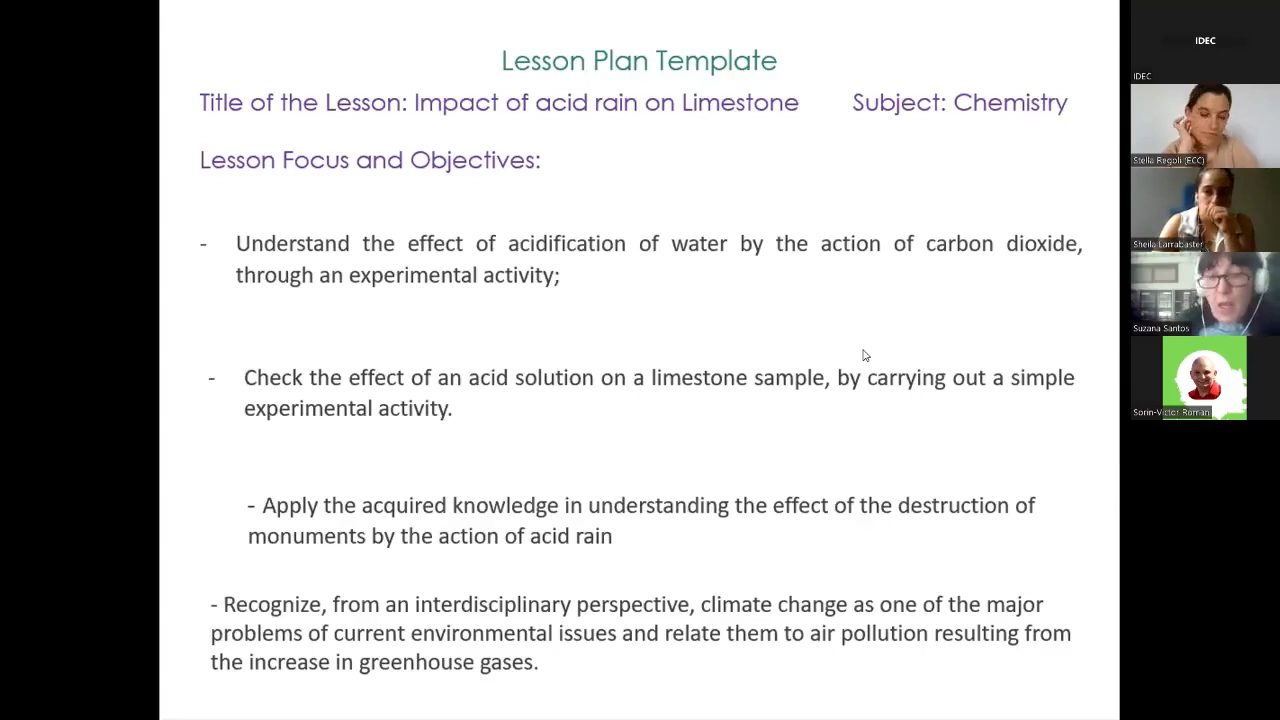 Lesson Plan Template
Title of the Lesson: Impact of acid rain on Limestone Subject: Chemistry
Lesson Focus and Objectives:
- Understand the effect of acidification of water by the action of carbon dioxide,
through an experimental activity;
- Check the effect of an acid solution on a limestone sample, by carrying out a simple
experimental activity.
- Apply the acquired knowledge in understanding the effect of the destruction of
monuments by the action of acid rain
- Recognize, from an interdisciplinary perspective, climate change as one of the major
problems of current environmental issues and relate them to air pollution resulting from
the increase in greenhouse gases.
IDEC
IDEC
Stella Regoli (ECC)
Sheila Larrabaster
Suzana Santos
Sorin-Victor Roman